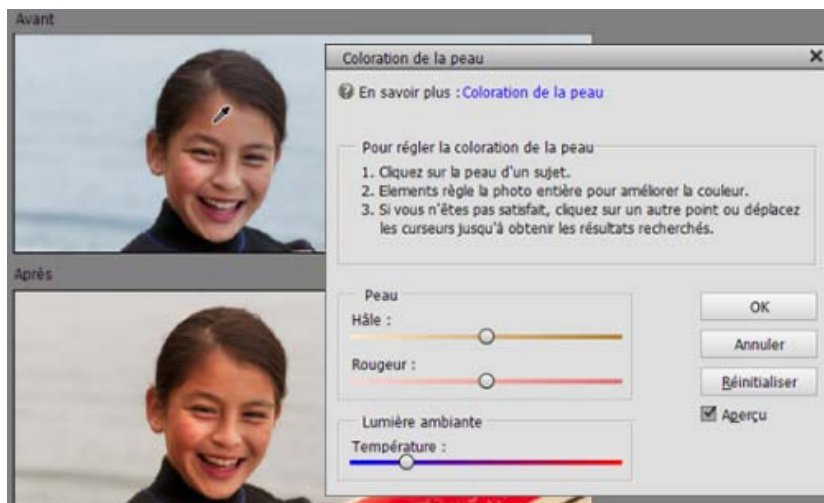 Avant
Coloration de la peau
En savoir plus : Coloration de la peau
Pour régler la coloration de la peau
1. Cliquez sur la peau d'un sujet.
2. Elements règle la photo entière pour améliorer la couleur.
3. Si vous n'êtes pas satisfait, cliquez sur un autre point ou déplacez
les curseurs jusqu'à obtenir les résultats recherchés.
Après
Peau
Hâle :
Rougeur :
Lumière ambiante
Température :
OK
Annuler
Réinitialiser
Aperçu